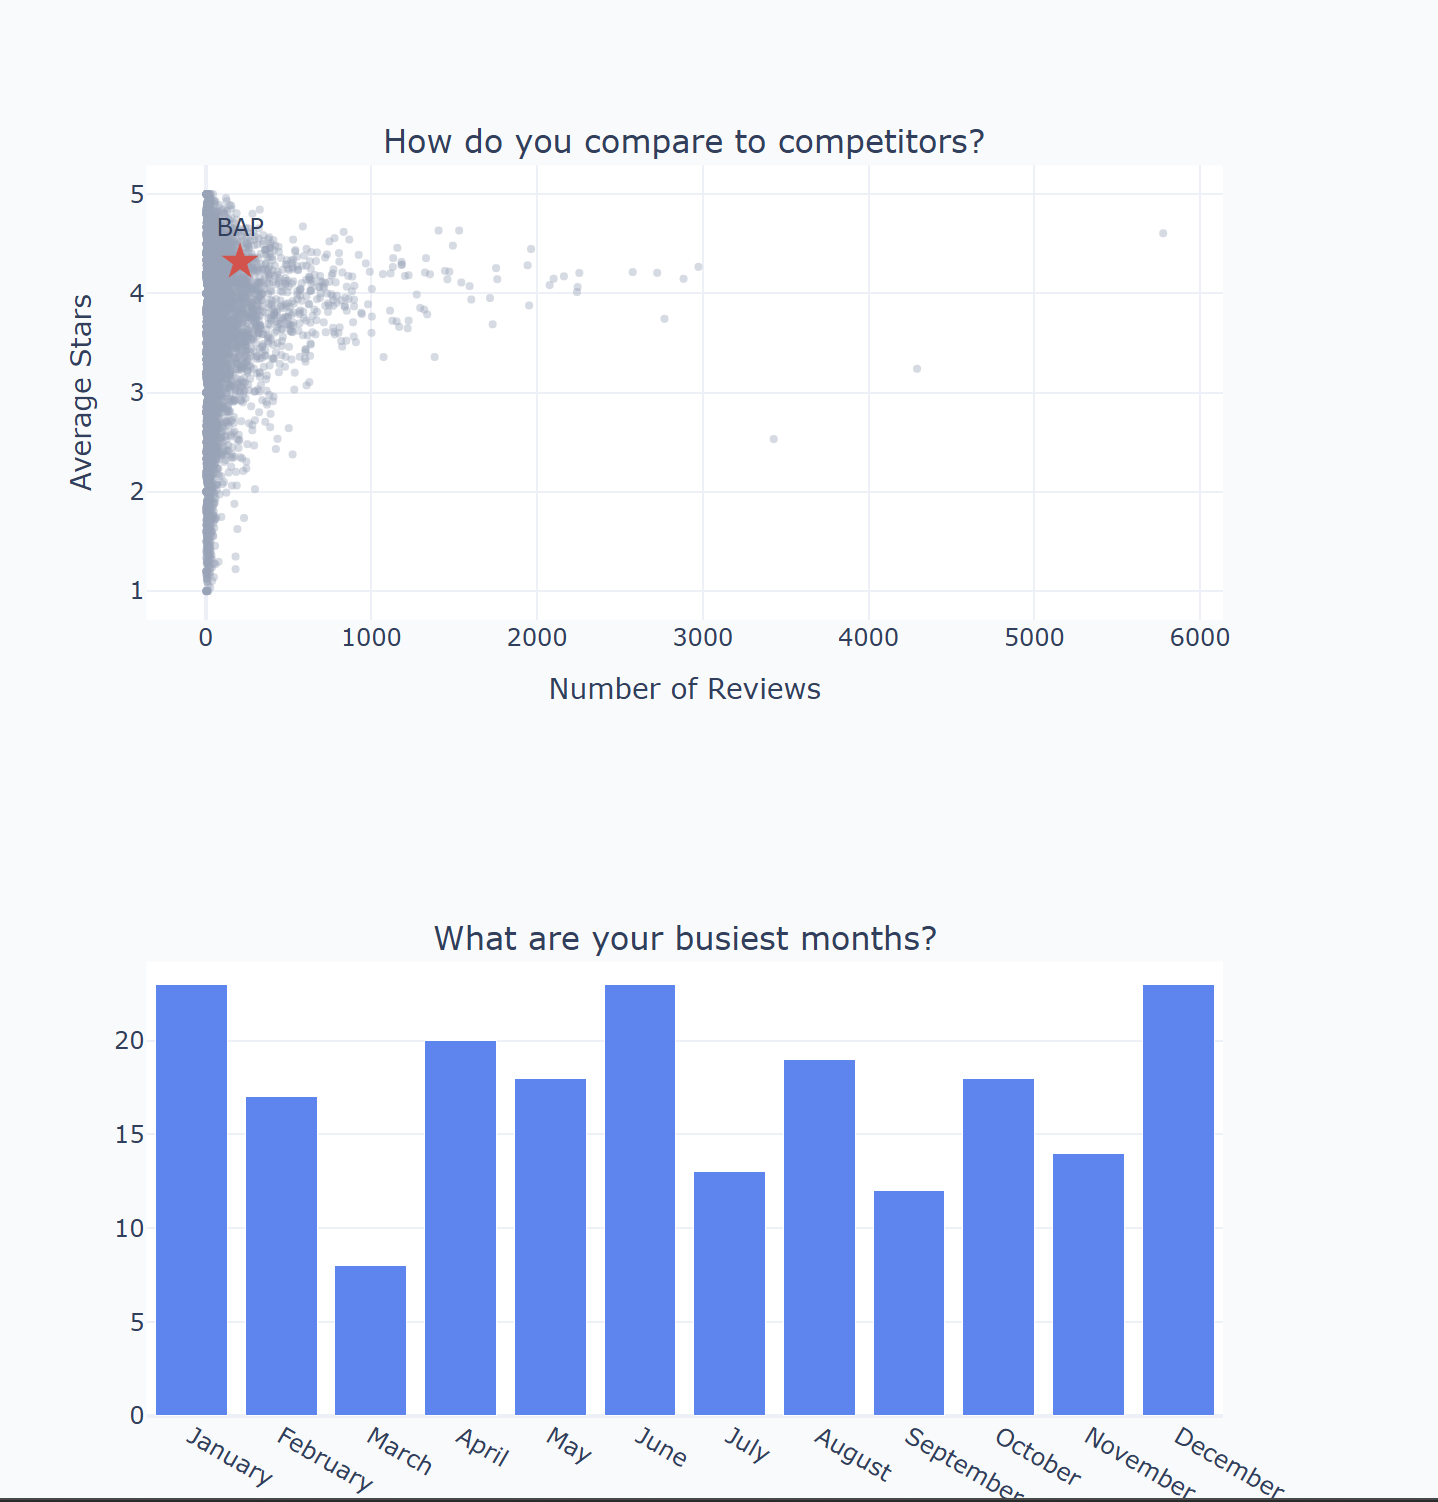 How do you compare to competitors?
5
BAP
4
3
2
1
Average Stars
0 1000 2000 3000 4000 5000 6000
Number of Reviews
What are your busiest months?
20
15
10
5
0
January February March April May June July August September October November December